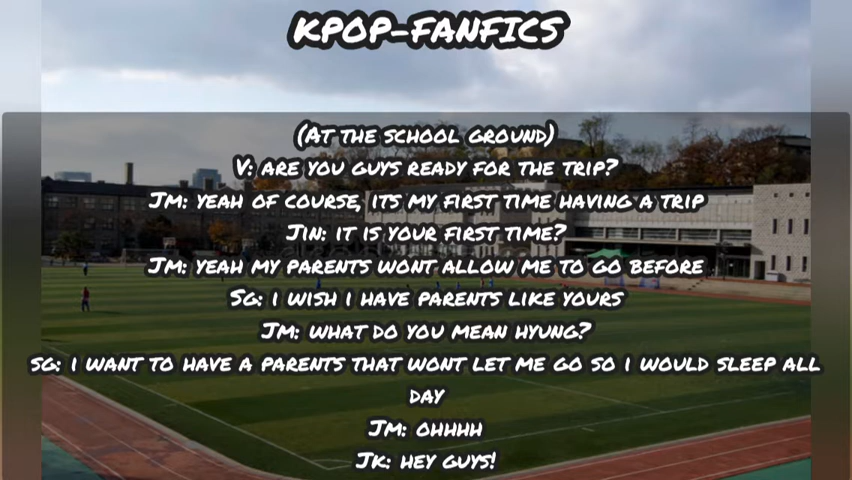 KPOP-FANFICS
(At the school ground)
V: are you guys ready for the trip?
Jm: yeah of course, its my first time having a trip
Jin: it is your first time?
Jm: yeah my parents wont allow me to go before
Sg: i wish i have parents like yours
Jm: what do you mean hyung?
sg: i want to have a parents that wont let me go so i would sleep all
day
Jm: ohhhh
Jk: hey guys!